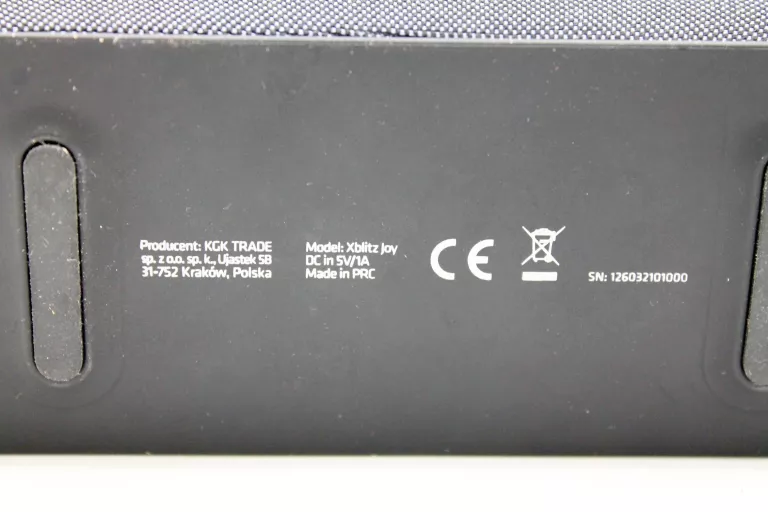 Producent: KGK TRADE
sp. z o.o. sp. k., Ujastek 5B
31-752 Kraków, Polska
Model: Xblitz Joy
DC in 5V/1A
Made in PRC
CE
SN: 126032101000